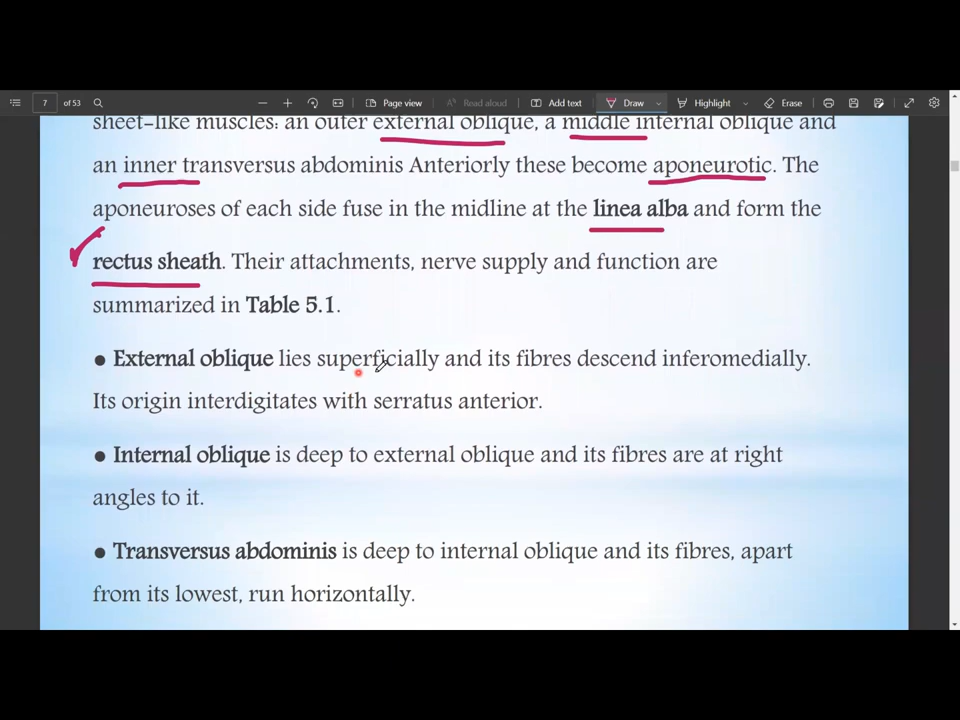 7 of 53 Page view Read aloud Add text Draw Highlight Erase
sheet-like muscles: an outer external oblique, a middle internal oblique and
an inner transversus abdominis Anteriorly these become aponeurotic. The
aponeuroses of each side fuse in the midline at the linea alba and form the
rectus sheath. Their attachments, nerve supply and function are
summarized in Table 5.1.
● External oblique lies superficially and its fibres descend inferomedially.
Its origin interdigitates with serratus anterior.
● Internal oblique is deep to external oblique and its fibres are at right
angles to it.
● Transversus abdominis is deep to internal oblique and its fibres, apart
from its lowest, run horizontally.